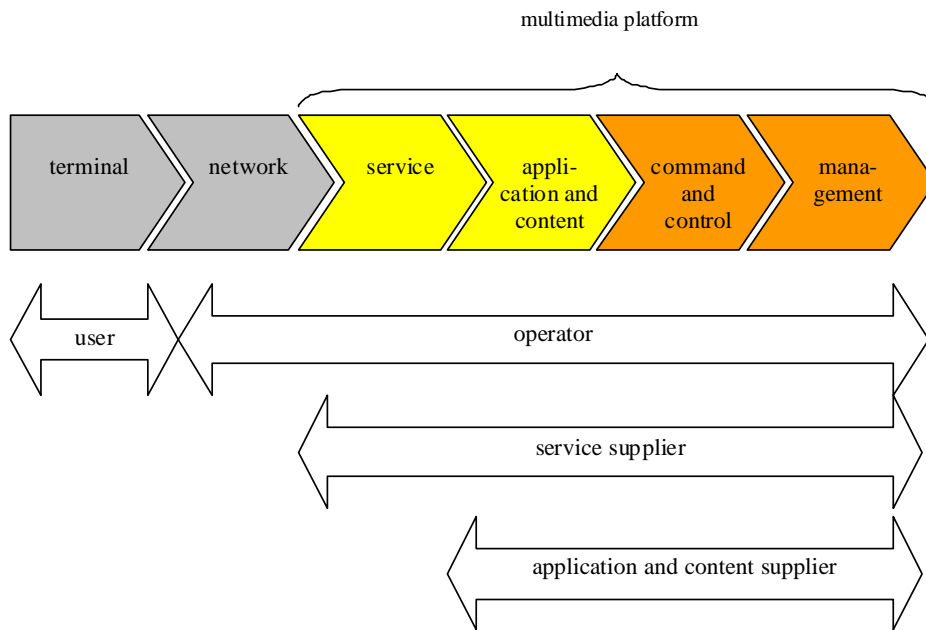 multimedia platform
terminal
network
service
appli-
cation and
content
command
and
control
mana-
gement
user
operator
service supplier
application and content supplier